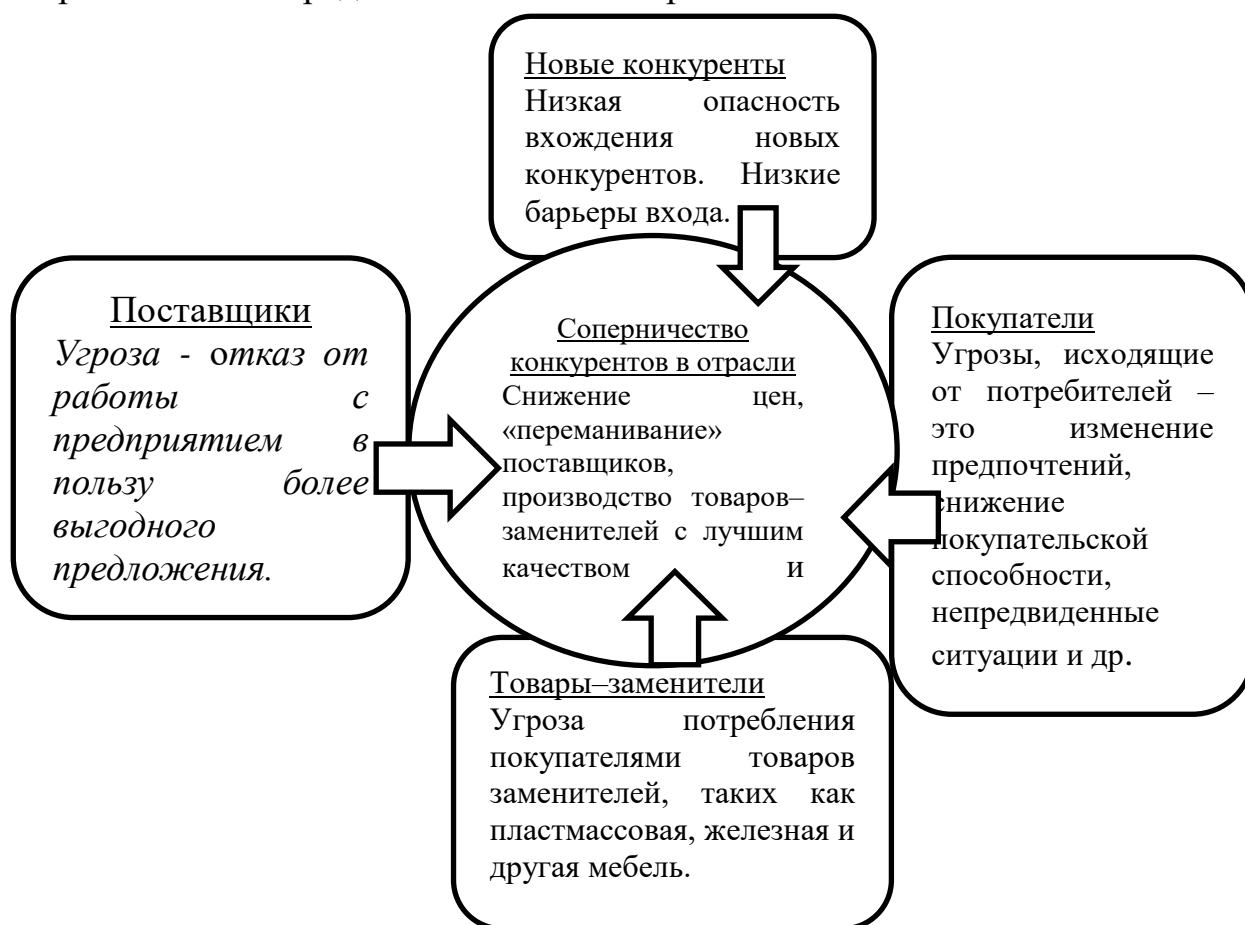 Новые конкуренты
Низкая опасность
вхождения новых
конкурентов. Низкие
барьеры входа.
Поставщики
Угроза - отказ от
работы с
предприятием в
пользу более
выгодного
предложения.
Соперничество
конкурентов в отрасли
Снижение цен,
«переманивание»
поставщиков,
производство товаров–
заменителей с лучшим
качеством и
Покупатели
Угрозы, исходящие
от потребителей –
это изменение
предпочтений,
снижение
покупательской
способности,
непредвиденные
ситуации и др.
Товары–заменители
Угроза потребления
покупателями товаров
заменителей, таких как
пластмассовая, железная и
другая мебель.